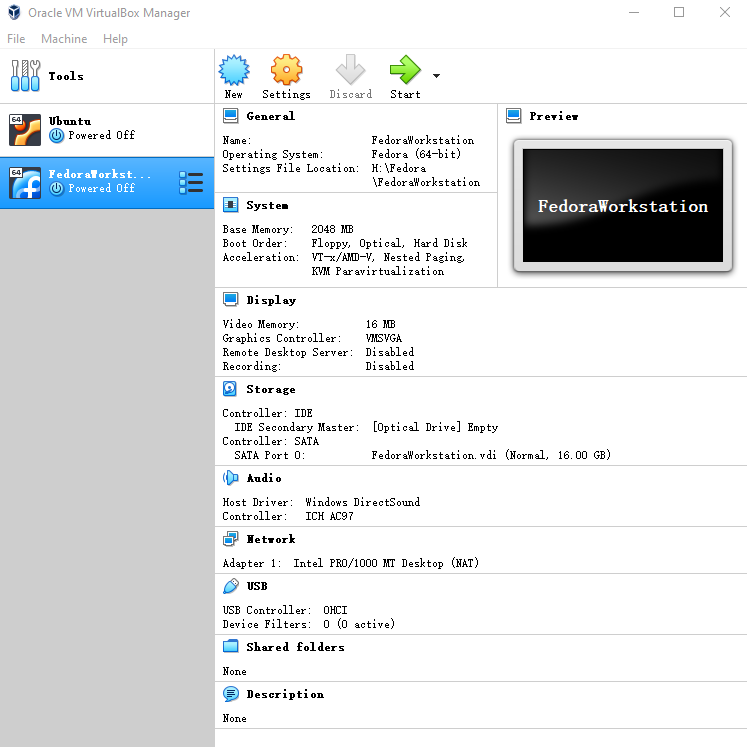 Oracle VM VirtualBox Manager
File Machine Help
Tools
New Settings Discard Start
64 Ubuntu
Powered Off
64 FedoraWorkst...
Powered Off
General
Name: FedoraWorkstation
Operating System: Fedora (64-bit)
Settings File Location: H:\Fedora
\FedoraWorkstation
System
Base Memory: 2048 MB
Boot Order: Floppy, Optical, Hard Disk
Acceleration: VT-x/AMD-V, Nested Paging,
KVM Paravirtualization
Preview
FedoraWorkstation
Display
Video Memory: 16 MB
Graphics Controller: VMSVGA
Remote Desktop Server: Disabled
Recording: Disabled
Storage
Controller: IDE
IDE Secondary Master: [Optical Drive] Empty
Controller: SATA
SATA Port 0: FedoraWorkstation.vdi (Normal, 16.00 GB)
Audio
Host Driver: Windows DirectSound
Controller: ICH AC97
Network
Adapter 1: Intel PRO/1000 MT Desktop (NAT)
USB
USB Controller: OHCI
Device Filters: 0 (0 active)
Shared folders
None
Description
None